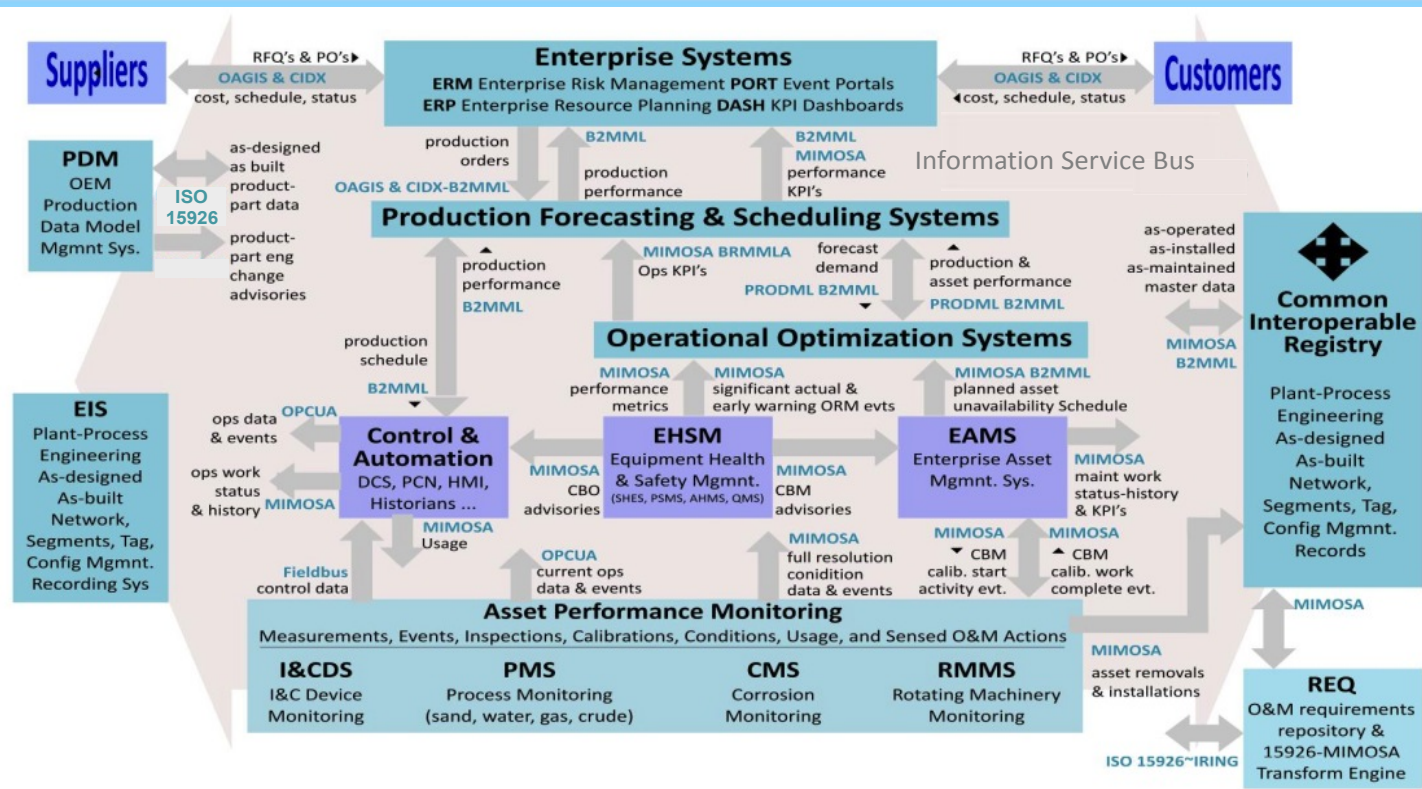 Suppliers
RFQ's & PO's▶
OAGIS & CIDX
cost, schedule, status
Enterprise Systems
ERM Enterprise Risk Management PORT Event Portals
ERP Enterprise Resource Planning DASH KPI Dashboards
RFQ's & PO's▶
OAGIS & CIDX
◀cost, schedule, status
Customers
PDM
OEM
Production
Data Model
Mgmnt Sys.
ISO
15926
as-designed
as built
product-
part data
product-
part eng
change
advisories
production
orders
OAGIS & CIDX-B2MML
B2MML
production
performance
B2MML
MIMOSA
performance
KPI's
Information Service Bus
Production Forecasting & Scheduling Systems
production
performance
B2MML
MIMOSA BRMMLA
Ops KPI's
forecast
demand
PRODML B2MML
production &
asset performance
PRODML B2MML
as-operated
as-installed
as-maintained
master data
MIMOSA
B2MML
Common
Interoperable
Registry
Plant-Process
Engineering
As-designed
As-built
Network,
Segments, Tag,
Config Mgmnt.
Records
production
schedule
B2MML
Operational Optimization Systems
MIMOSA
performance
metrics
MIMOSA
significant actual &
early warning ORM evts
MIMOSA B2MML
planned asset
unavailability Schedule
EIS
Plant-Process
Engineering
As-designed
As-built
Network,
Segments, Tag,
Config Mgmnt.
Recording Sys
ops data
& events
OPCUA
ops work
status
& history
MIMOSA
Control &
Automation
DCS, PCN, HMI,
Historians ...
MIMOSA
CBO
advisories
EHSM
Equipment Health
& Safety Mgmnt.
(SHES, PSMS, AHMS, QMS)
MIMOSA
CBM
advisories
EAMS
Enterprise Asset
Mgmnt. Sys.
MIMOSA
maint work
status-history
& KPI's
Fieldbus
control data
MIMOSA
Usage
OPCUA
current ops
data & events
MIMOSA
full resolution
conidition
data & events
MIMOSA
CBM
calib. start
activity evt.
MIMOSA
CBM
calib. work
complete evt.
Asset Performance Monitoring
Measurements, Events, Inspections, Calibrations, Conditions, Usage, and Sensed O&M Actions
I&CDS
I&C Device
Monitoring
PMS
Process Monitoring
(sand, water, gas, crude)
CMS
Corrosion
Monitoring
RMMS
Rotating Machinery
Monitoring
MIMOSA
asset removals
& installations
MIMOSA
ISO 15926~IRING
REQ
O&M requirements
repository &
15926-MIMOSA
Transform Engine